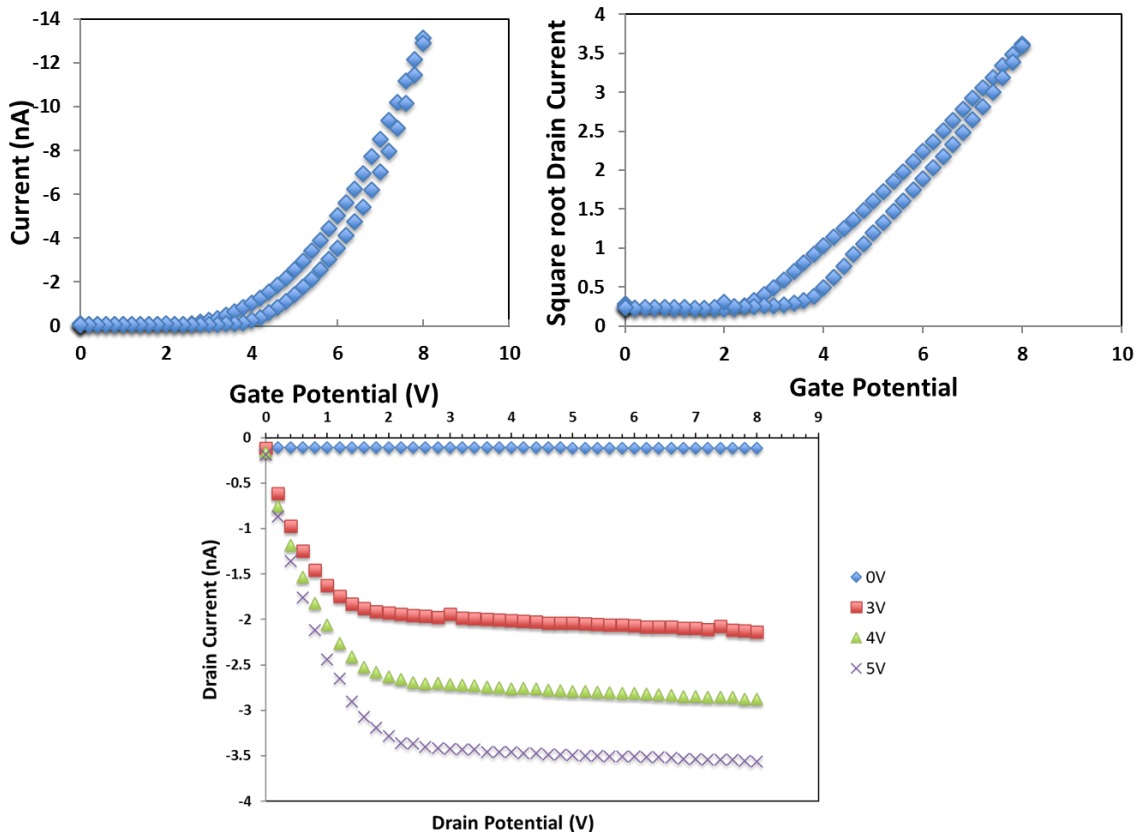 Current (nA)
-14
-12
-10
-8
-6
-4
-2
0
0 2 4 6 8 10
Gate Potential (V)
Square root Drain Current
4
3.5
3
2.5
2
1.5
1
0.5
0
0 2 4 6 8 10
Gate Potential
0 1 2 3 4 5 6 7 8 9
Drain Current (nA)
0
-0.5
-1
-1.5
-2
-2.5
-3
-3.5
-4
Drain Potential (V)
0V
3V
4V
5V